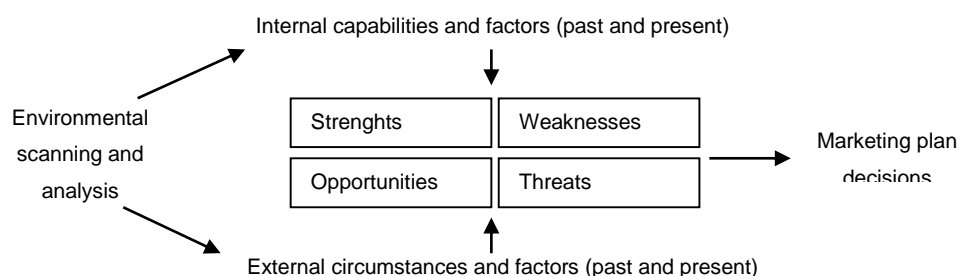 Internal capabilities and factors (past and present)
Environmental
scanning and
analysis
Strenghts
Weaknesses
Opportunities
Threats
Marketing plan
decisions
External circumstances and factors (past and present)